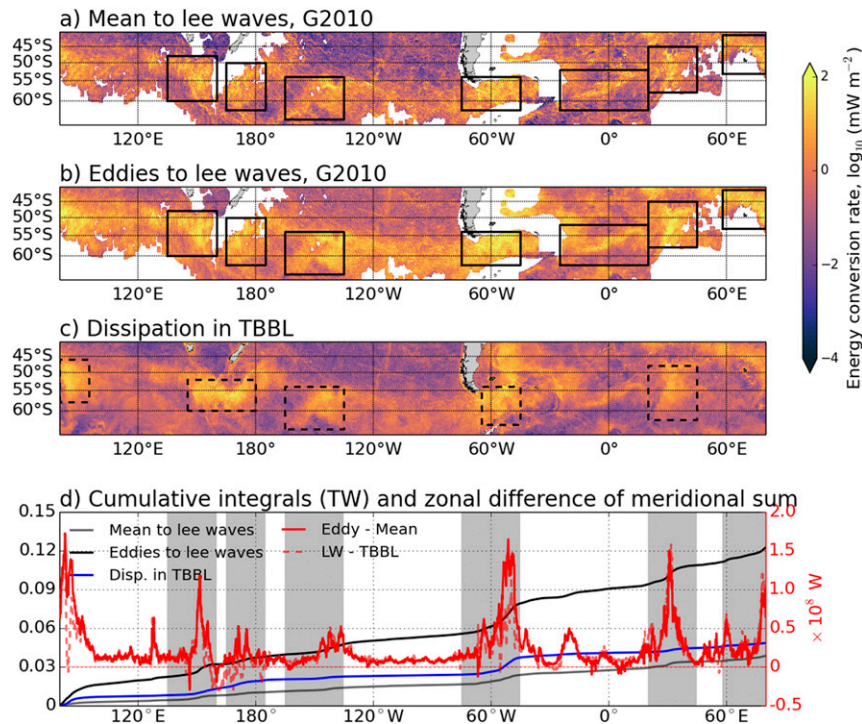 a) Mean to lee waves, G2010
45°S
50°S
55°S
60°S
120°E 180° 120°W 60°W 0° 60°E
b) Eddies to lee waves, G2010
45°S
50°S
55°S
60°S
120°E 180° 120°W 60°W 0° 60°E
c) Dissipation in TBBL
45°S
50°S
55°S
60°S
120°E 180° 120°W 60°W 0° 60°E
2
0
−2
−4
Energy conversion rate, log₁₀ (mW m⁻²)
d) Cumulative integrals (TW) and zonal difference of meridional sum
Mean to lee waves
Eddies to lee waves
Disp. in TBBL
Eddy - Mean
LW - TBBL
0.15
0.12
0.09
0.06
0.03
0
2.0
1.5
1.0
0.5
0
-0.5
× 10⁸ W
120°E 180° 120°W 60°W 0° 60°E